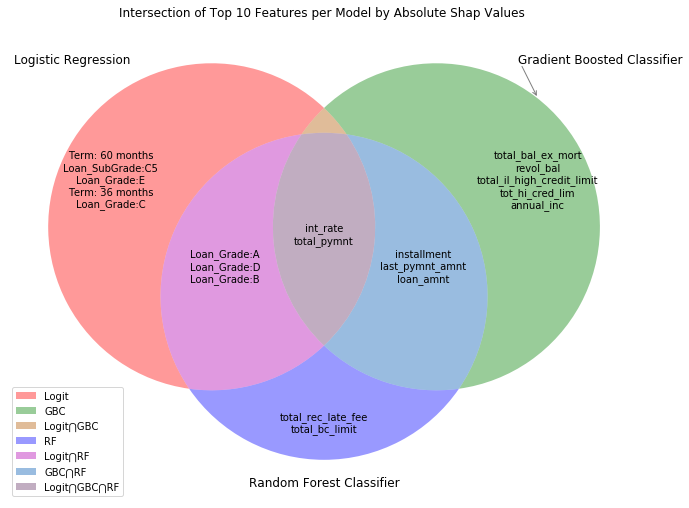 Intersection of Top 10 Features per Model by Absolute Shap Values
Logistic Regression
Gradient Boosted Classifier
Term: 60 months
Loan_SubGrade:C5
Loan_Grade:E
Term: 36 months
Loan_Grade:C
total_bal_ex_mort
revol_bal
total_il_high_credit_limit
tot_hi_cred_lim
annual_inc
int_rate
total_pymnt
Loan_Grade:A
Loan_Grade:D
Loan_Grade:B
installment
last_pymnt_amnt
loan_amnt
total_rec_late_fee
total_bc_limit
Random Forest Classifier
Logit
GBC
Logit⋂GBC
RF
Logit⋂RF
GBC⋂RF
Logit⋂GBC⋂RF